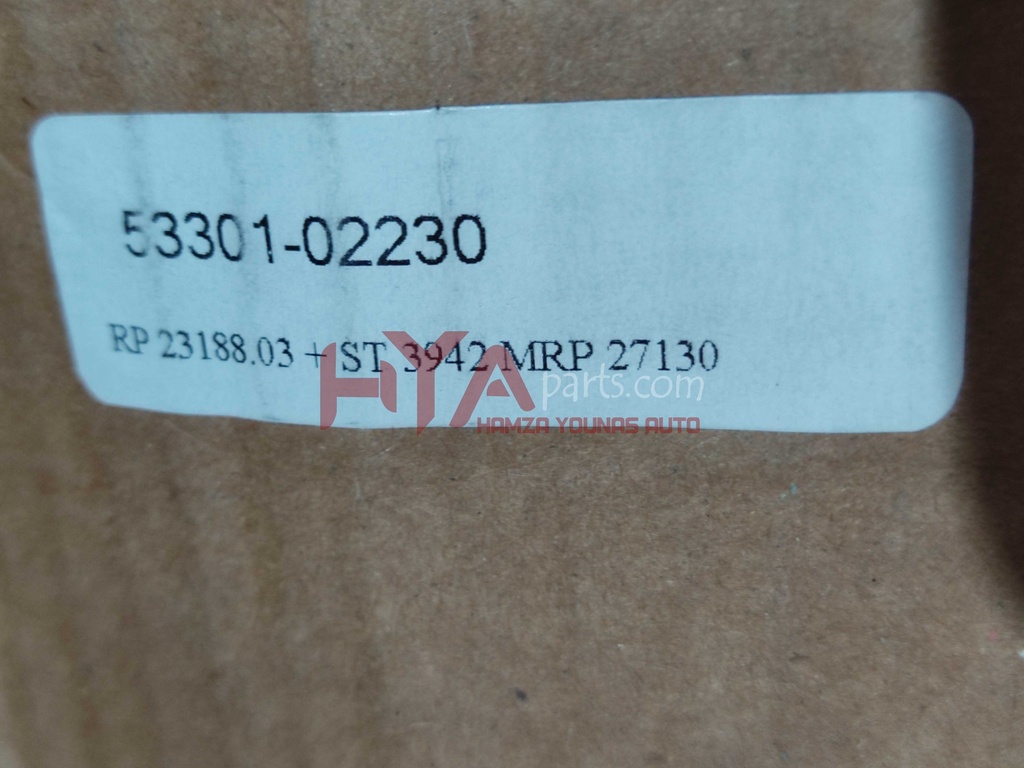 53301-02230
RP 23188.03 + ST 3942 MRP 27130
HYAparts.com
HAMZA YOUNAS AUTO